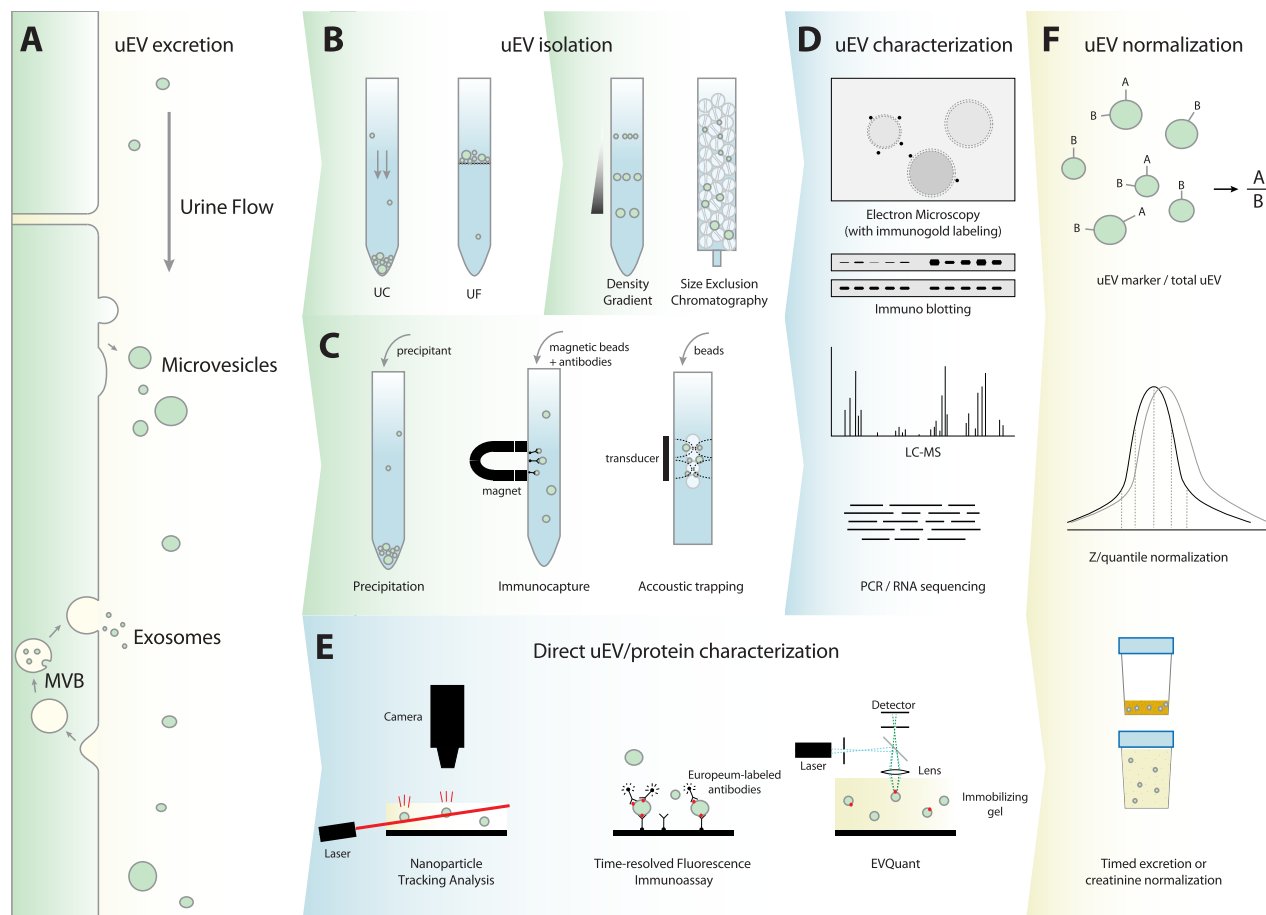 A
uEV excretion
Urine Flow
Microvesicles
Exosomes
MVB
B
uEV isolation
UC
UF
Density
Gradient
Size Exclusion
Chromatography
C
precipitant
magnetic beads
+ antibodies
beads
magnet
transducer
Precipitation
Immunocapture
Accoustic trapping
D
uEV characterization
Electron Microscopy
(with immunogold labeling)
Immuno blotting
LC-MS
PCR / RNA sequencing
E
Direct uEV/protein characterization
Camera
Laser
Nanoparticle
Tracking Analysis
Europeum-labeled
antibodies
Time-resolved Fluorescence
Immunoassay
Detector
Laser
Lens
Immobilizing
gel
EVQuant
F
uEV normalization
A
B
B
B
A
B
B
A
B
A
B
uEV marker / total uEV
Z/quantile normalization
Timed excretion or
creatinine normalization